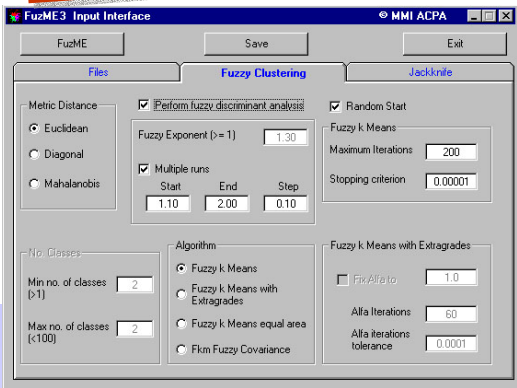 FuzME3 Input Interface
© MMI ACPA
FuzME
Save
Exit
Files
Fuzzy Clustering
Jackknife
Metric Distance
Euclidean
Diagonal
Mahalanobis
Perform fuzzy discriminant analysis
Fuzzy Exponent (>= 1)
1.30
Multiple runs
Start End Step
1.10 2.00 0.10
Random Start
Fuzzy k Means
Maximum Iterations 200
Stopping criterion 0.00001
No. Classes
Min no. of classes
(>1)
2
Max no. of classes
(<100)
2
Algorithm
Fuzzy k Means
Fuzzy k Means with
Extragrades
Fuzzy k Means equal area
Fkm Fuzzy Covariance
Fuzzy k Means with Extragrades
Fix Alfa to 1.0
Alfa Iterations 60
Alfa iterations
tolerance
0.0001